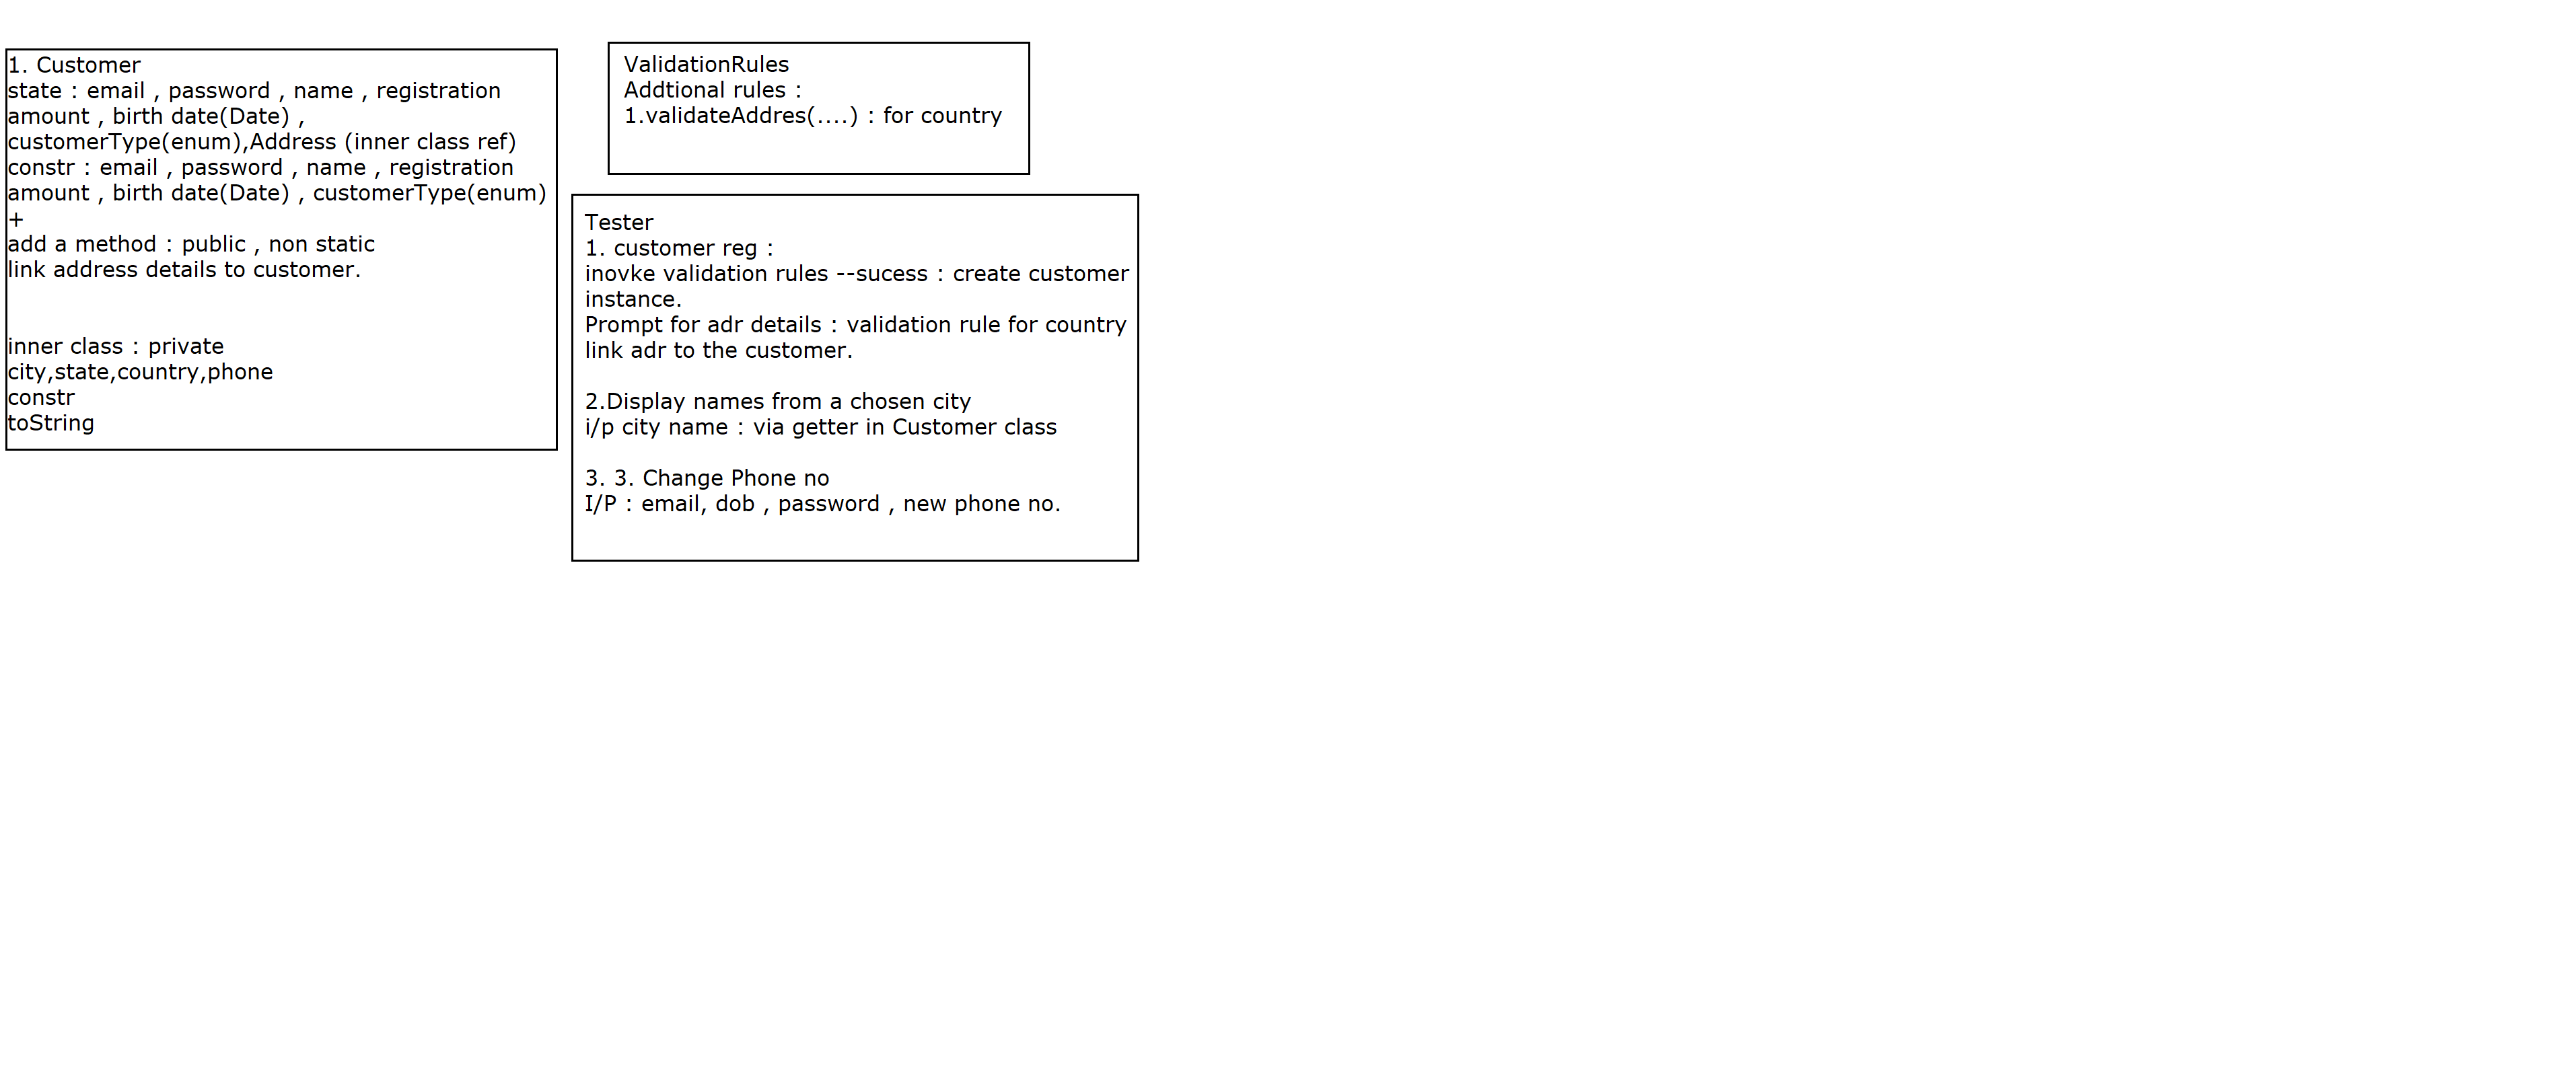 1. Customer
state : email , password , name , registration
amount , birth date(Date) ,
customerType(enum),Address (inner class ref)
constr : email , password , name , registration
amount , birth date(Date) , customerType(enum)
+
add a method : public , non static
link address details to customer.
inner class : private
city,state,country,phone
constr
toString
ValidationRules
Addtional rules :
1.validateAddres(....) : for country
Tester
1. customer reg :
inovke validation rules --sucess : create customer
instance.
Prompt for adr details : validation rule for country
link adr to the customer.
2.Display names from a chosen city
i/p city name : via getter in Customer class
3. 3. Change Phone no
I/P : email, dob , password , new phone no.